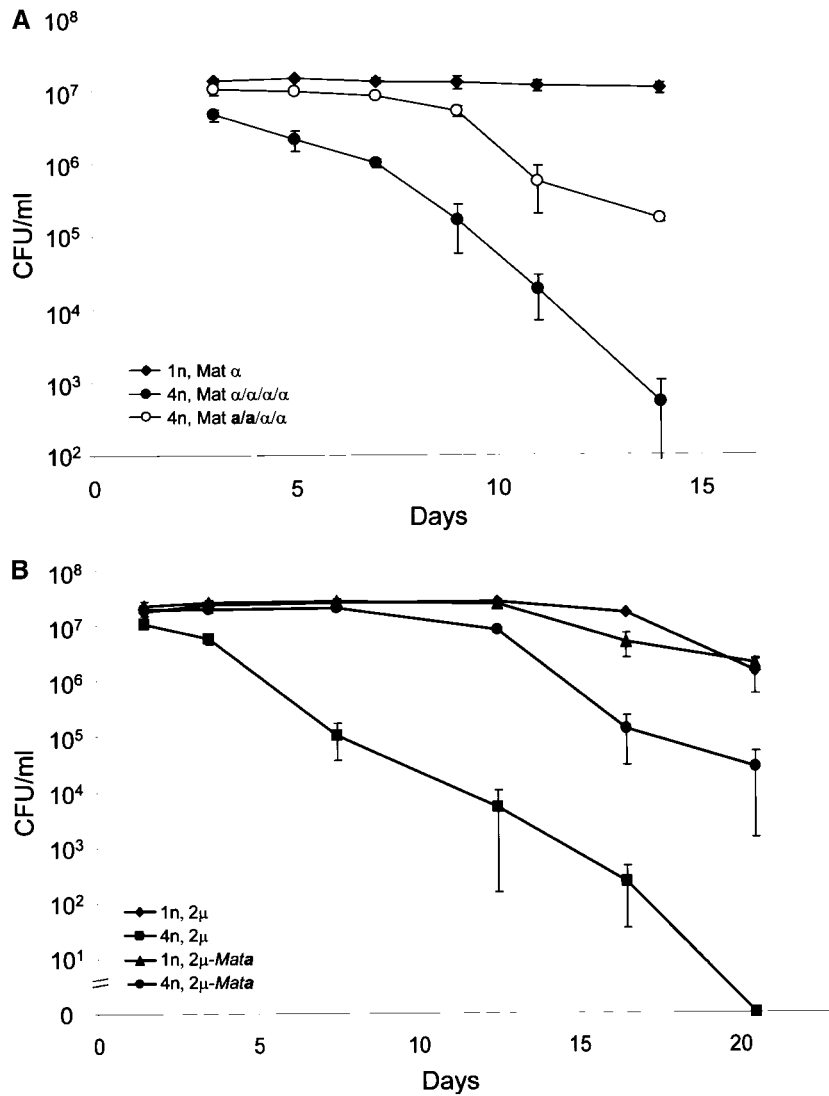 A
10⁸
10⁷
10⁶
10⁵
10⁴
10³
10²
CFU/ml
1n, Mat α
4n, Mat α/α/α/α
4n, Mat a/a/α/α
0
5
10
15
Days
B
10⁸
10⁷
10⁶
10⁵
10⁴
10³
10²
10¹
0
CFU/ml
1n, 2μ
4n, 2μ
1n, 2μ-Mata
4n, 2μ-Mata
0
5
10
15
20
Days